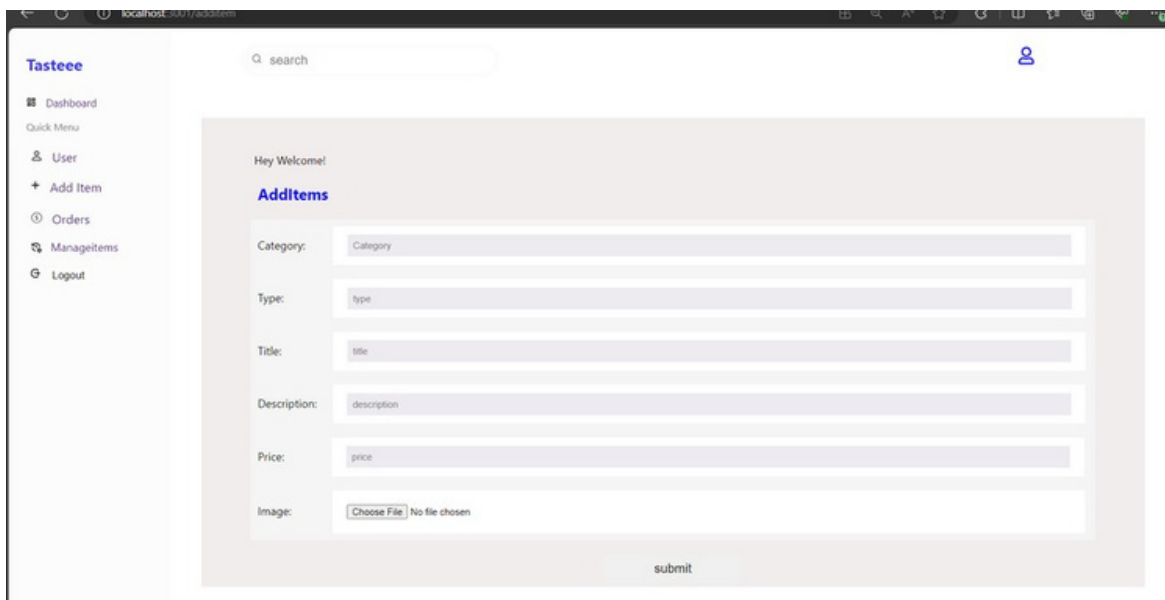 localhost:3001/additem
Tasteee
search
Dashboard
Quick Menu
User
Add Item
Orders
Manageitems
Logout
Hey Welcome!
AddItems
Category: Category
Type: type
Title: title
Description: description
Price: price
Image: Choose File No file chosen
submit